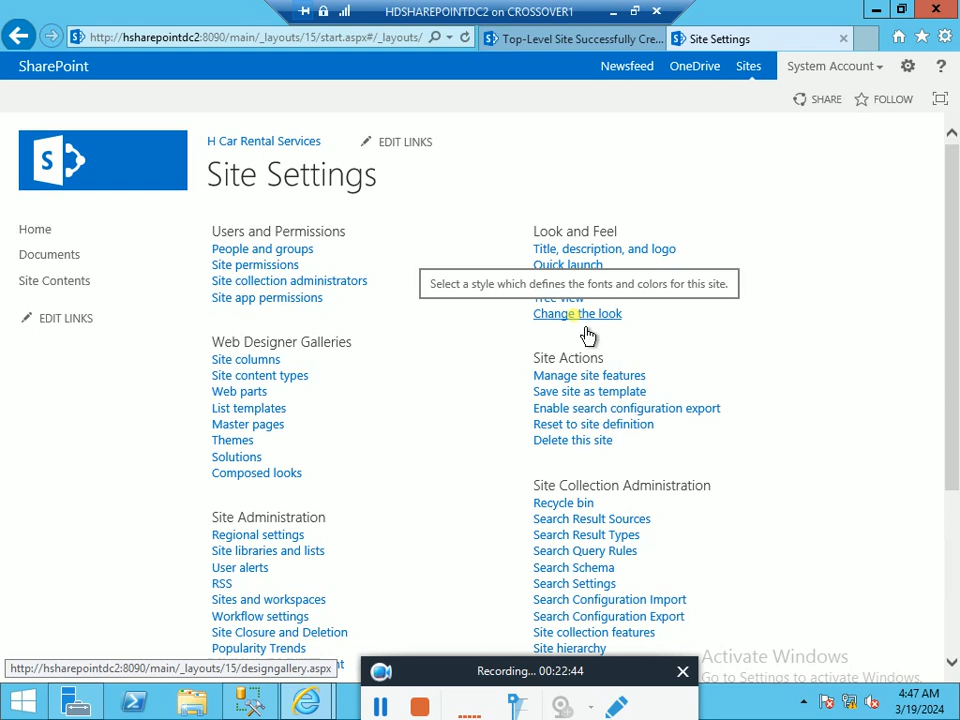 HDSHAREPOINTDC2 on CROSSOVER1
http://hdsharepointdc2:8090/main/_layouts/15/start.aspx#/_layouts/
Top-Level Site Successfully Cre...
Site Settings
SharePoint
Newsfeed
OneDrive
Sites
System Account
?
SHARE
FOLLOW
S
H Car Rental Services
EDIT LINKS
Site Settings
Home
Documents
Site Contents
EDIT LINKS
Users and Permissions
People and groups
Site permissions
Site collection administrators
Site app permissions
Web Designer Galleries
Site columns
Site content types
Web parts
List templates
Master pages
Themes
Solutions
Composed looks
Site Administration
Regional settings
Site libraries and lists
User alerts
RSS
Sites and workspaces
Workflow settings
Site Closure and Deletion
Popularity Trends
Look and Feel
Title, description, and logo
Quick launch
Select a style which defines the fonts and colors for this site.
Tree view
Change the look
Site Actions
Manage site features
Save site as template
Enable search configuration export
Reset to site definition
Delete this site
Site Collection Administration
Recycle bin
Search Result Sources
Search Result Types
Search Query Rules
Search Schema
Search Settings
Search Configuration Import
Search Configuration Export
Site collection features
Site hierarchy
http://hsharepointdc2:8090/main/_layouts/15/designgallery.aspx
Recording... 00:22:44
Activate Windows
Go to Settings to activate Windows.
4:47 AM
3/19/2024